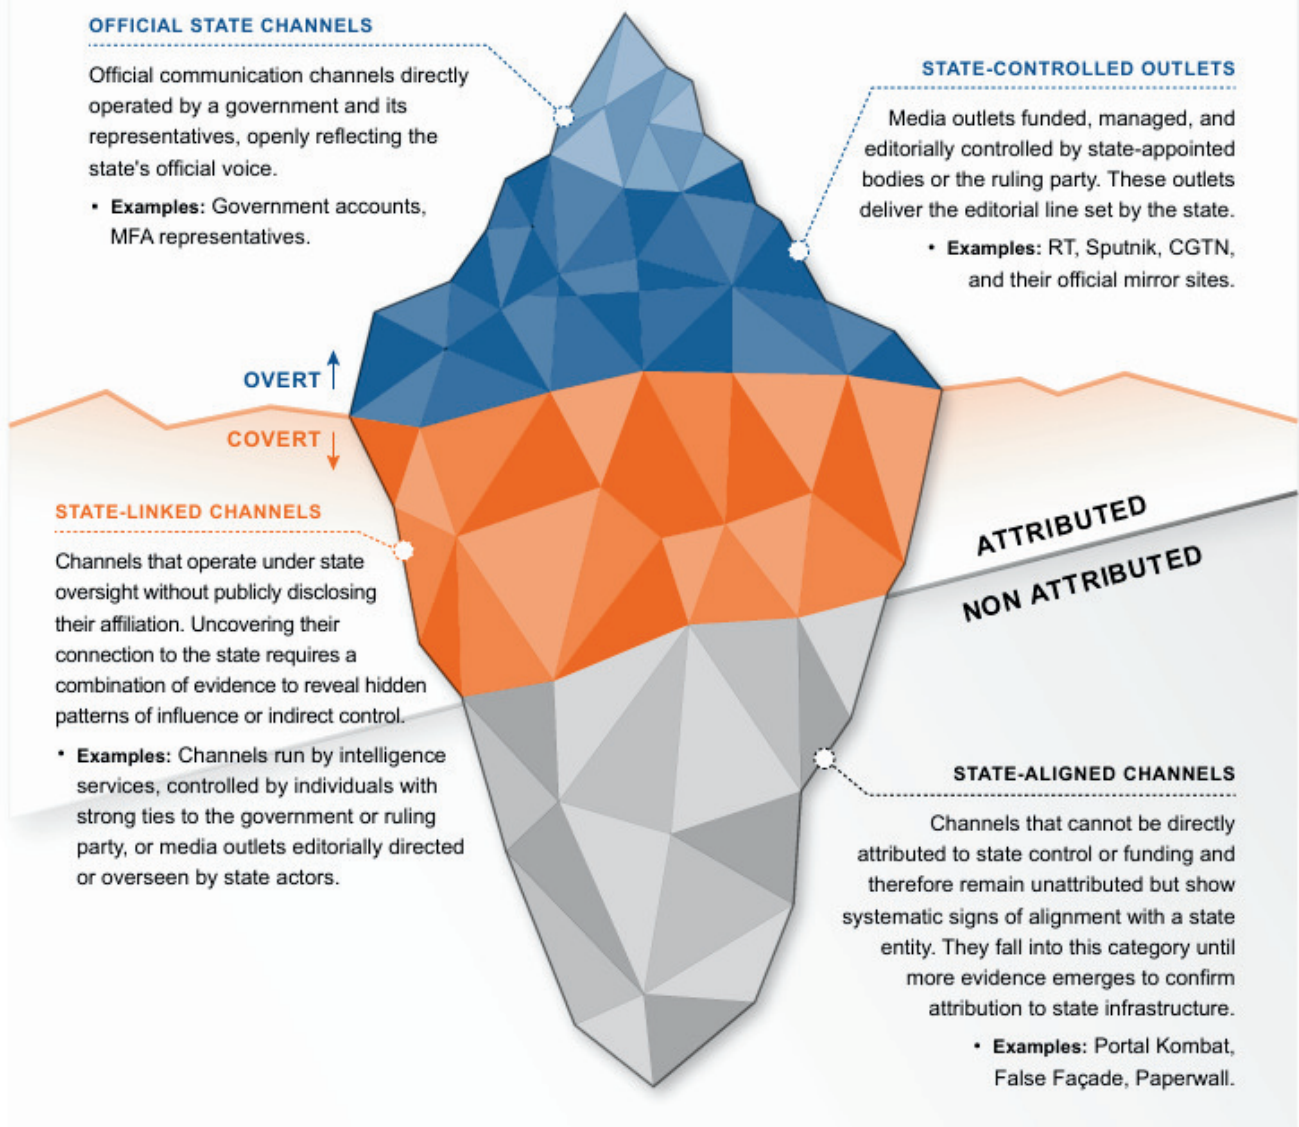 OFFICIAL STATE CHANNELS
Official communication channels directly
operated by a government and its
representatives, openly reflecting the
state's official voice.
• Examples: Government accounts,
MFA representatives.
STATE-CONTROLLED OUTLETS
Media outlets funded, managed, and
editorially controlled by state-appointed
bodies or the ruling party. These outlets
deliver the editorial line set by the state.
• Examples: RT, Sputnik, CGTN,
and their official mirror sites.
OVERT
COVERT
STATE-LINKED CHANNELS
Channels that operate under state
oversight without publicly disclosing
their affiliation. Uncovering their
connection to the state requires a
combination of evidence to reveal hidden
patterns of influence or indirect control.
• Examples: Channels run by intelligence
services, controlled by individuals with
strong ties to the government or ruling
party, or media outlets editorially directed
or overseen by state actors.
ATTRIBUTED
NON ATTRIBUTED
STATE-ALIGNED CHANNELS
Channels that cannot be directly
attributed to state control or funding and
therefore remain unattributed but show
systematic signs of alignment with a state
entity. They fall into this category until
more evidence emerges to confirm
attribution to state infrastructure.
• Examples: Portal Kombat,
False Façade, Paperwall.